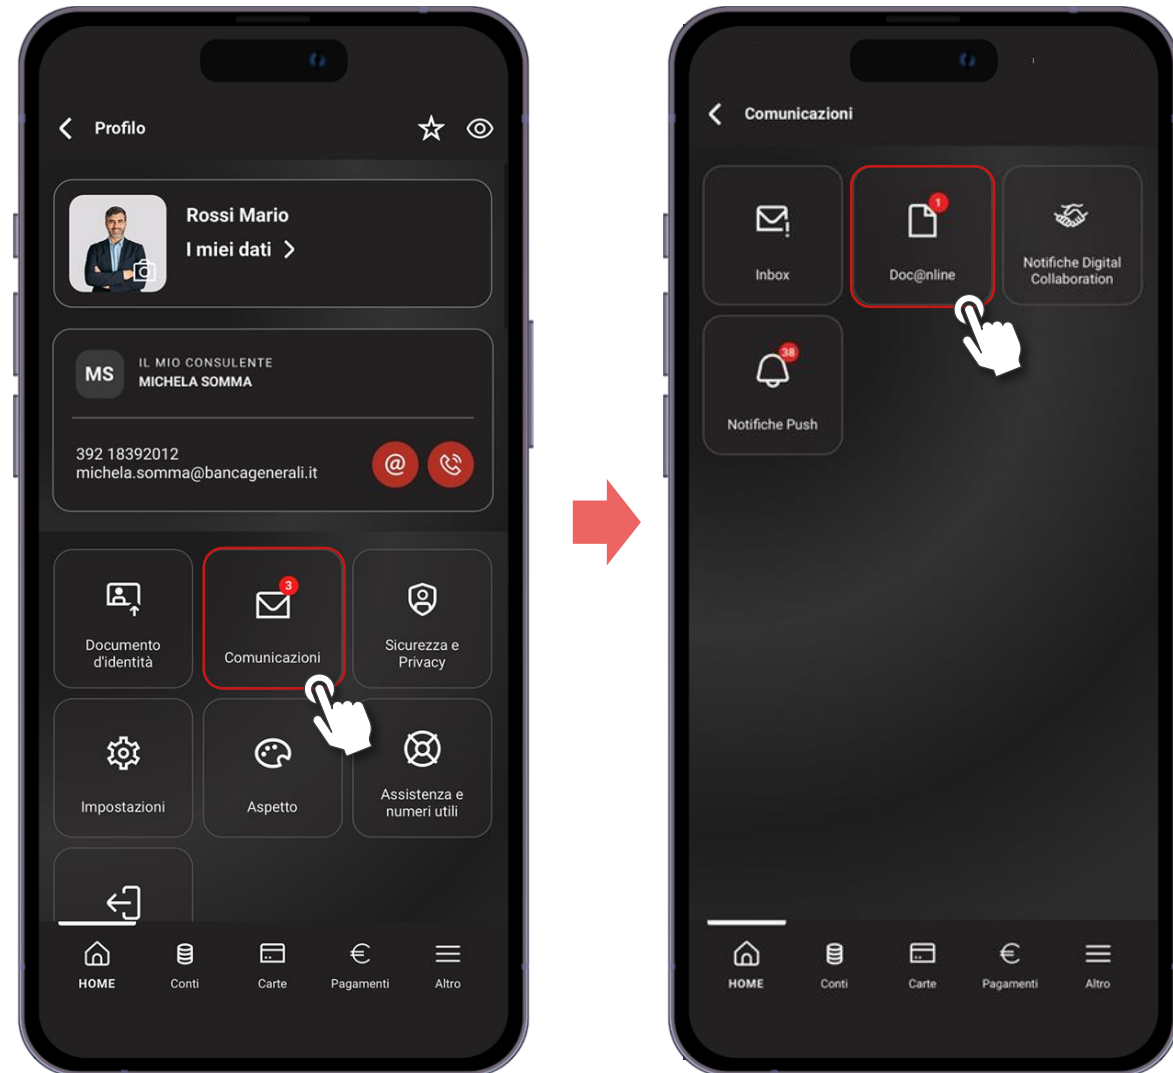 Profilo
Rossi Mario
I miei dati
MS
IL MIO CONSULENTE
MICHELA SOMMA
392 18392012
michela.somma@bancagenerali.it
@
Documento
d'identità
3
Comunicazioni
Sicurezza e
Privacy
Impostazioni
Aspetto
Assistenza e
numeri utili
HOME
Conti
Carte
€
Pagamenti
Altro
Comunicazioni
Inbox
1
Doc@nline
Notifiche Digital
Collaboration
38
Notifiche Push
HOME
Conti
Carte
€
Pagamenti
Altro